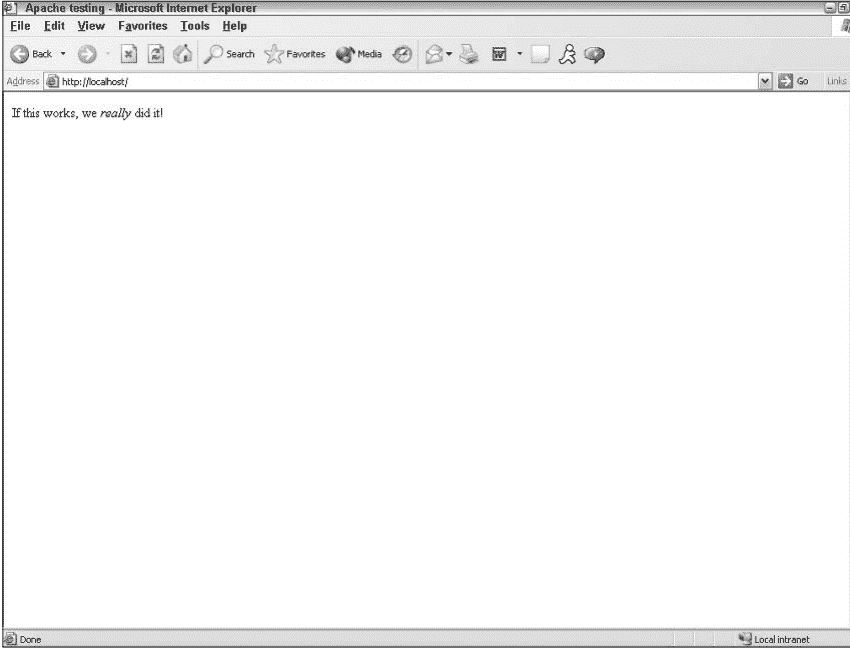 Apache testing - Microsoft Internet Explorer
File Edit View Favorites Tools Help
Back Search Favorites Media
Address http://localhost/ Go Links
If this works, we really did it!
Done Local intranet